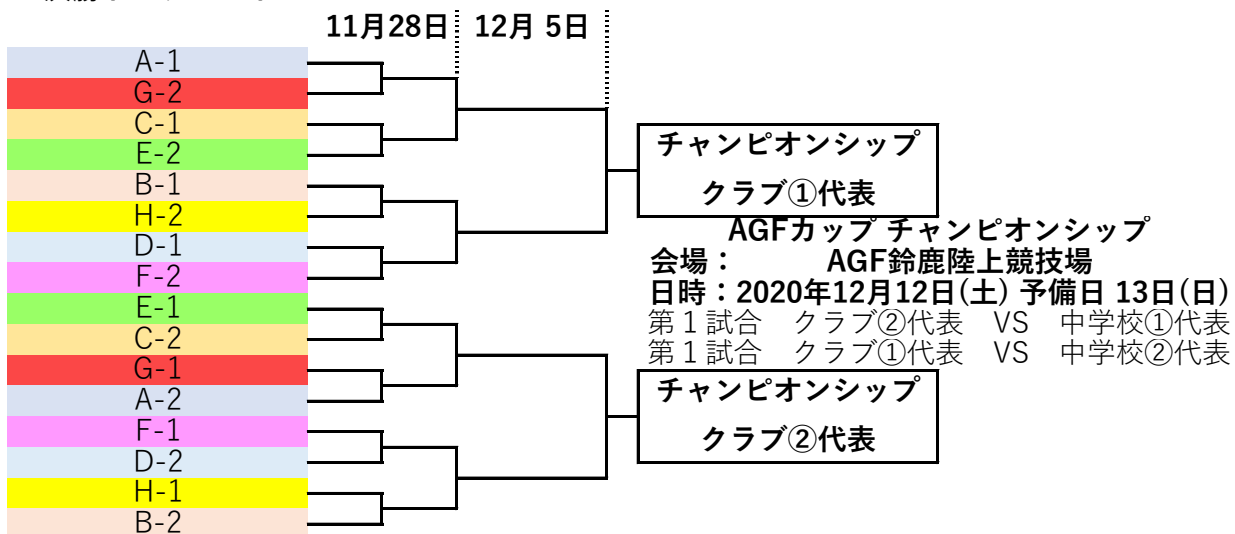 11月28日 12月 5日
A-1
G-2
C-1
E-2
B-1
H-2
D-1
F-2
E-1
C-2
G-1
A-2
F-1
D-2
H-1
B-2
チャンピオンシップ
クラブ①代表
AGFカップ チャンピオンシップ
会場： AGF鈴鹿陸上競技場
日時：2020年12月12日(土) 予備日 13日(日)
第１試合　クラブ②代表　VS　中学校①代表
第１試合　クラブ①代表　VS　中学校②代表
チャンピオンシップ
クラブ②代表